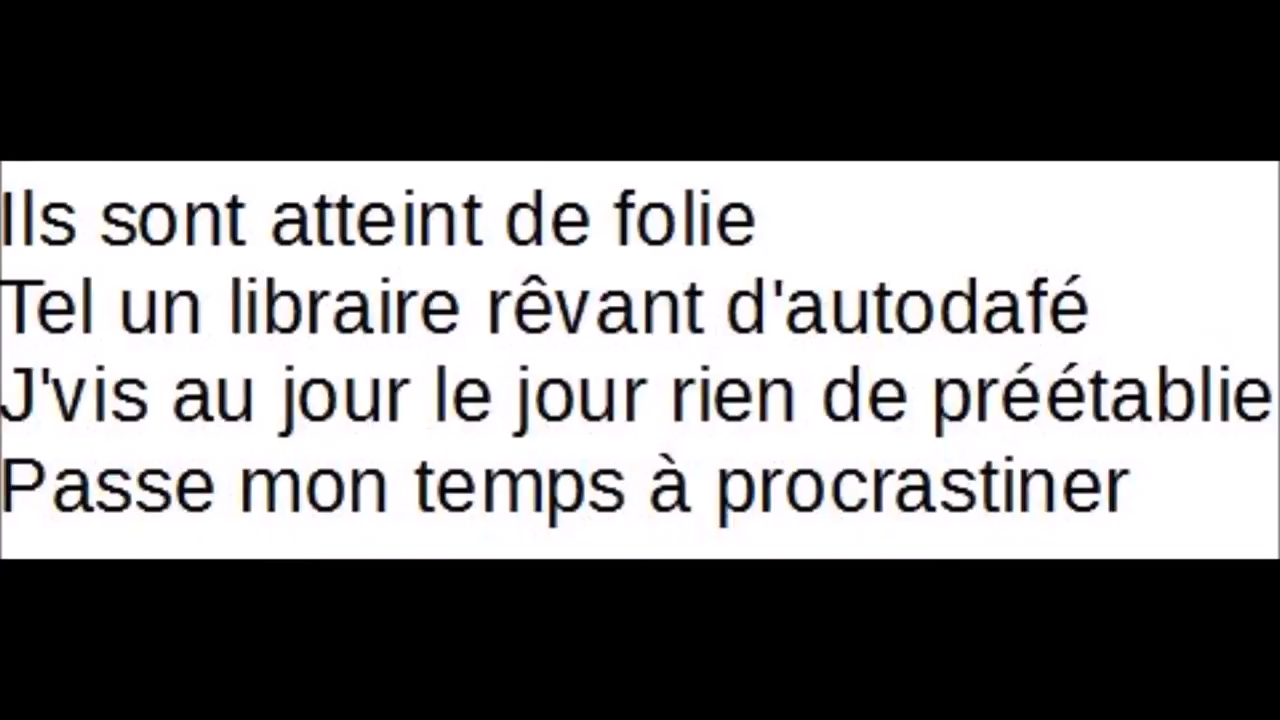 Ils sont atteint de folie
Tel un libraire rêvant d'autodafé
J'vis au jour le jour rien de préétablie
Passe mon temps à procrastiner